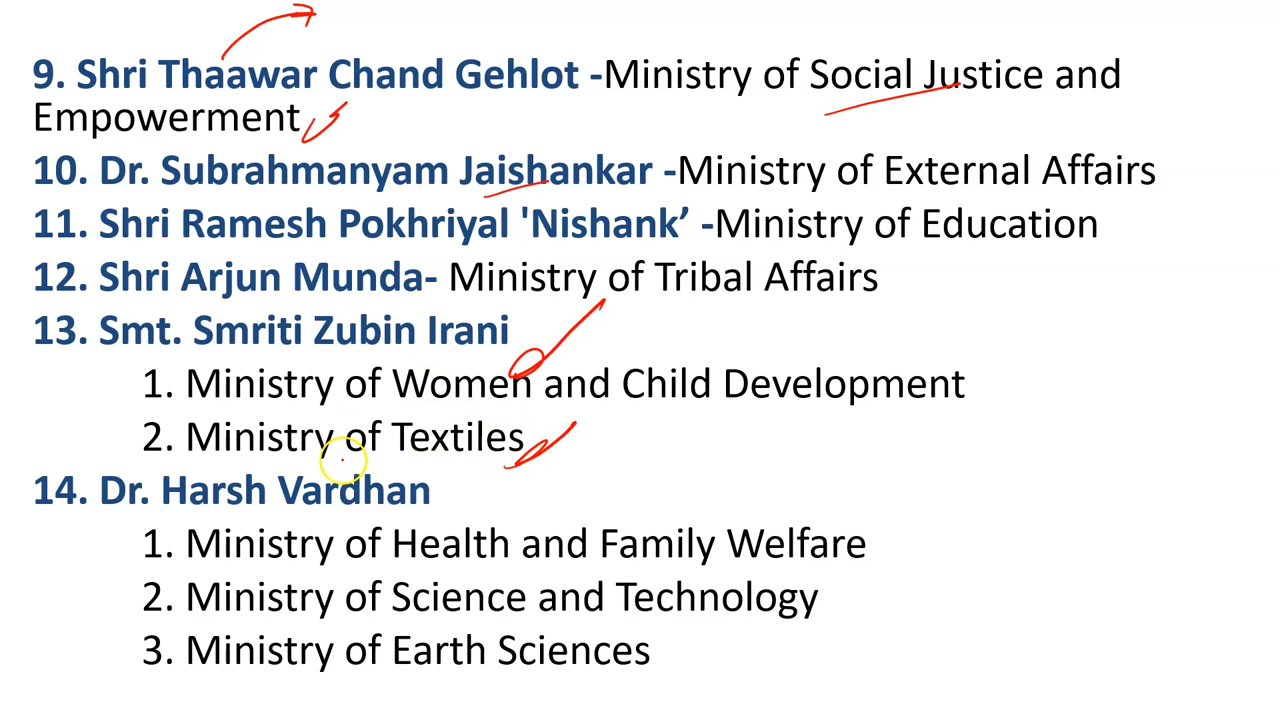 9. Shri Thaawar Chand Gehlot -Ministry of Social Justice and
Empowerment
10. Dr. Subrahmanyam Jaishankar -Ministry of External Affairs
11. Shri Ramesh Pokhriyal 'Nishank’ -Ministry of Education
12. Shri Arjun Munda- Ministry of Tribal Affairs
13. Smt. Smriti Zubin Irani
1. Ministry of Women and Child Development
2. Ministry of Textiles
14. Dr. Harsh Vardhan
1. Ministry of Health and Family Welfare
2. Ministry of Science and Technology
3. Ministry of Earth Sciences